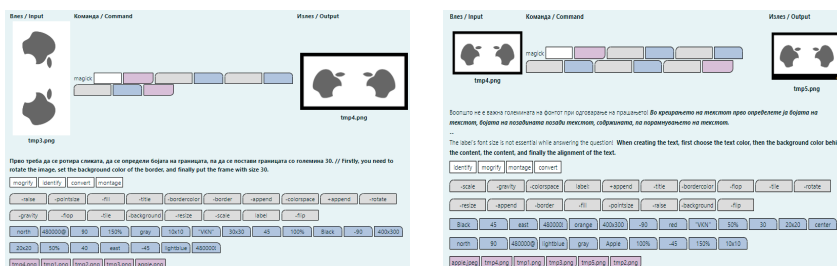 Влез / Input Команда / Command Излез / Output
magick
tmp3.png
tmp4.png
Прво треба да се ротира сликата, да се определи бојата на границата, па да се постави границата со големина 30. // Firstly, you need to
rotate the image, set the background color of the border, and finally put the frame with size 30.
mogrify identify convert montage
-raise -pointsize -fill -title -bordercolor -border -append -colorspace +append -rotate
-gravity -flop -tile -background -resize -scale label -flip
north 480000@ 90 150% gray 10x10 "VKN" 30x30 45 100% Black -90 400x300
20x20 50% 40 east -45 lightblue 480000!
tmp4.png tmp1.png tmp2.png tmp3.png apple.png
Влез / Input Команда / Command Излез / Output
magick
tmp4.png
tmp5.png
Воопшто не е важна големината на фонтот при одговарање на прашањето! Во креирањето на текстот прво определете ја бојата на
текстот, бојата на позадината позади текстот, содржината, па порамнувањето на текстот.
--
The label's font size is not essential while answering the question! When creating the text, first choose the text color, then the background color behi
the content, the content, and finally the alignment of the text.
identify mogrify montage convert
-scale -gravity -colorspace label: +append -title -bordercolor -flop -tile -rotate
-resize -append -border -fill -pointsize -raise -background -flip
Black 45 east 480000! orange 400x300 -90 red "VKN" 50% 30 20x20 center
north 90 480000@ lightblue gray Apple 100% -45 150% 10x10
apple.jpeg tmp4.png tmp1.png tmp3.png tmp5.png tmp2.png